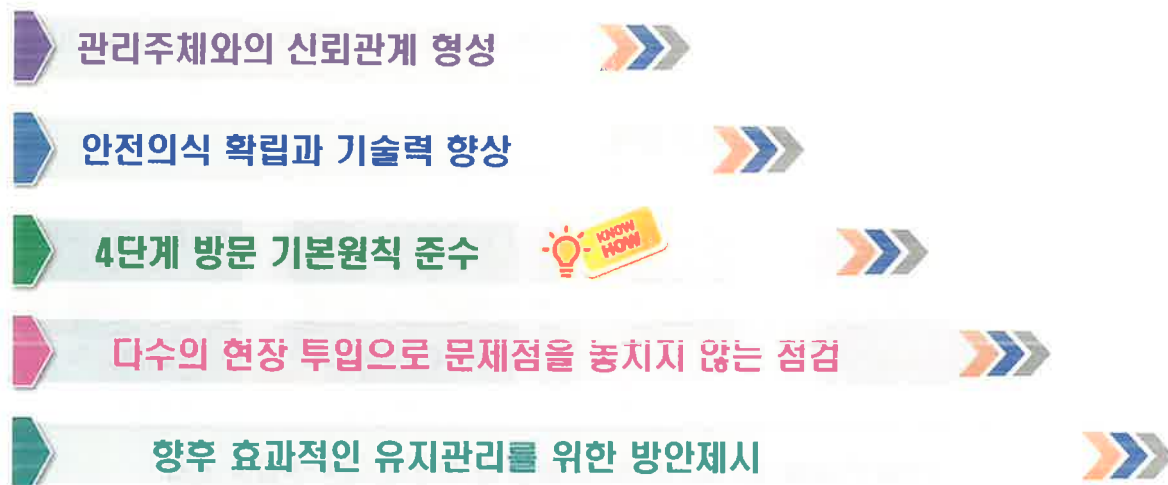 관리주체와의 신뢰관계 형성
안전의식 확립과 기술력 향상
4단계 방문 기본원칙 준수
KNOW
HOW
다수의 현장 투입으로 문제점을 놓치지 않는 점검
향후 효과적인 유지관리를 위한 방안제시